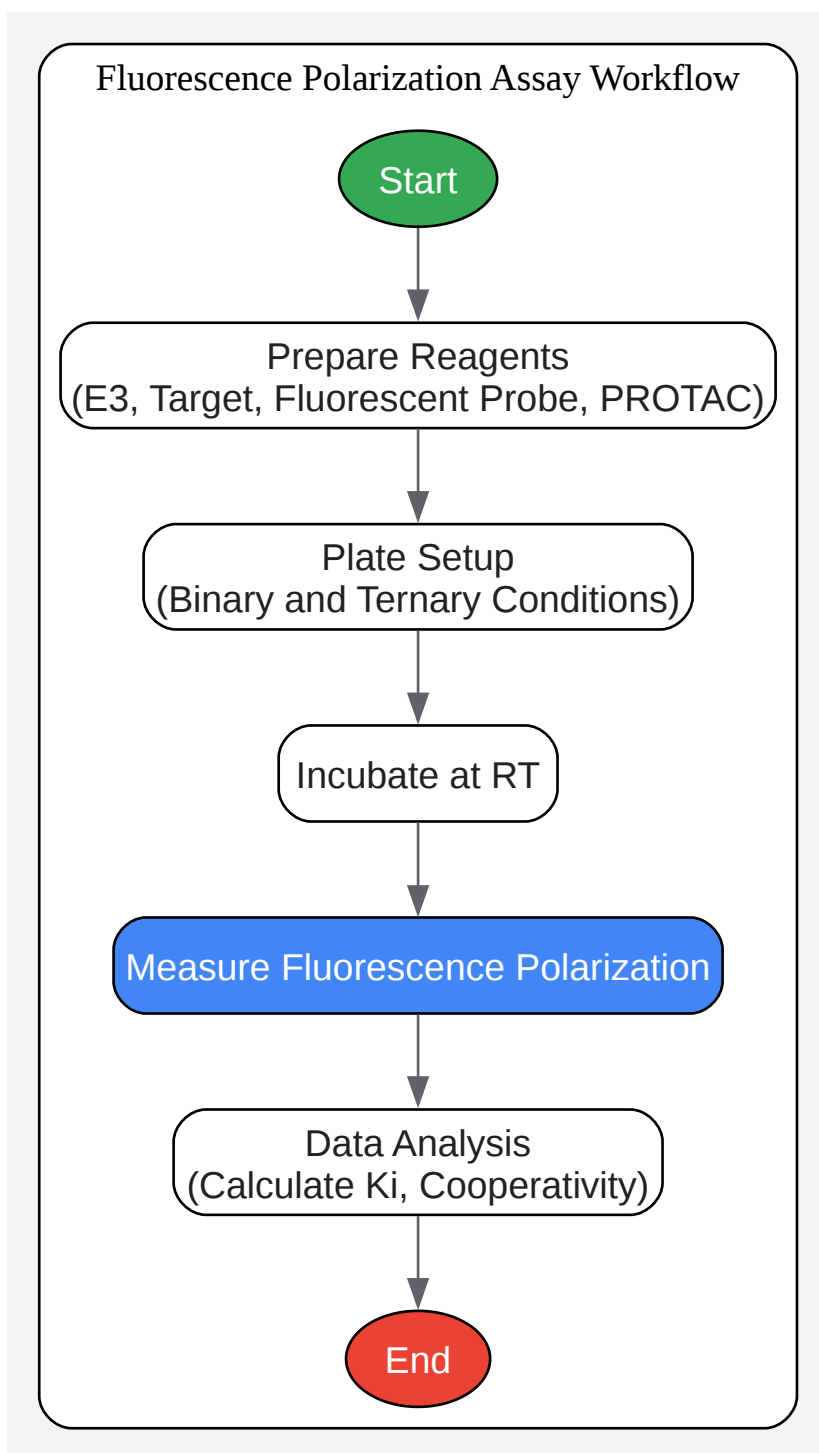 Fluorescence Polarization Assay Workflow
Start
Prepare Reagents
(E3, Target, Fluorescent Probe, PROTAC)
Plate Setup
(Binary and Ternary Conditions)
Incubate at RT
Measure Fluorescence Polarization
Data Analysis
(Calculate Ki, Cooperativity)
End